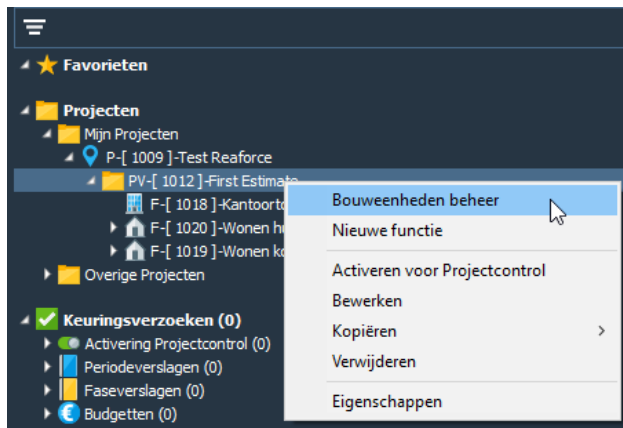 Favorieten
Projecten
Mijn Projecten
P-[ 1009 ]-Test Reaforce
PV-[ 1012 ]-First Estimate
F-[ 1018 ]-Kantoort
F-[ 1020 ]-Wonen h
F-[ 1019 ]-Wonen k
Overige Projecten
Keuringsverzoeken (0)
Activering Projectcontrol (0)
Periodeverslagen (0)
Faseverslagen (0)
Budgetten (0)
Bouweenheden beheer
Nieuwe functie
Activeren voor Projectcontrol
Bewerken
Kopiëren
Verwijderen
Eigenschappen